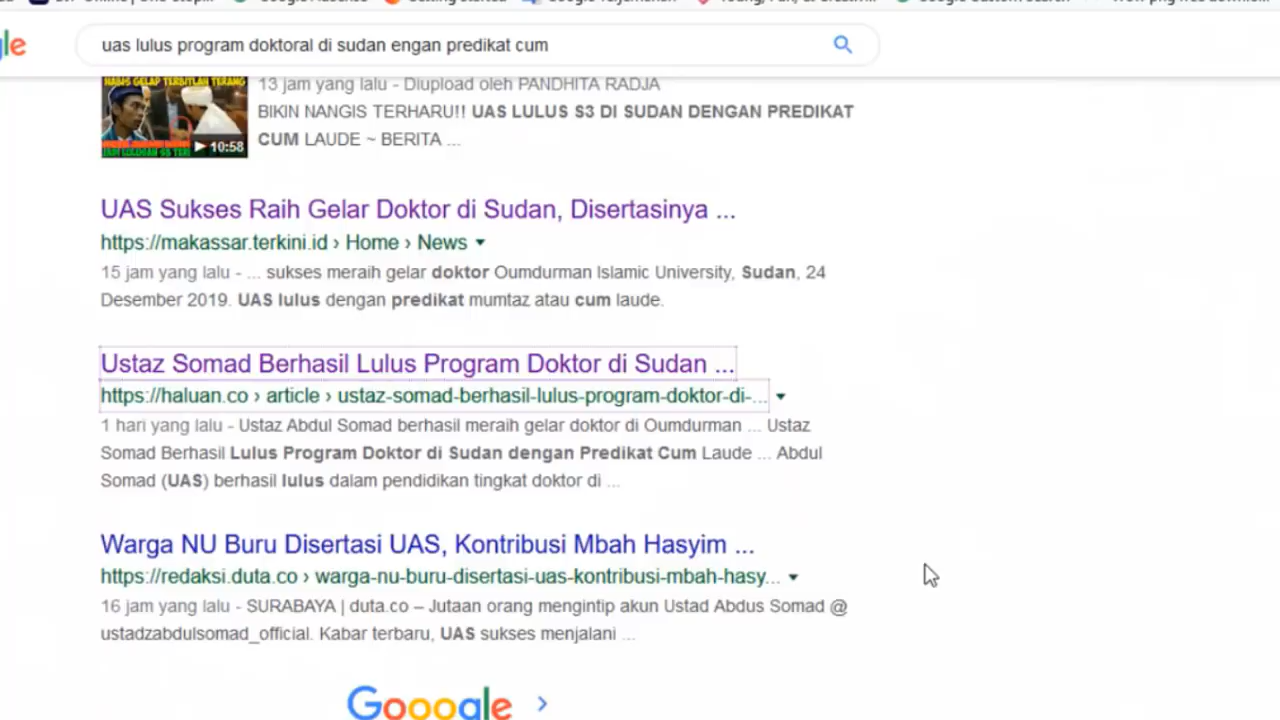 le uas lulus program doktoral di sudan engan predikat cum
HABIS GELAP TERBITLAH TERANG
13 jam yang lalu - Diupload oleh PANDHITA RADJA
BIKIN NANGIS TERHARU!! UAS LULUS S3 DI SUDAN DENGAN PREDIKAT
CUM LAUDE ~ BERITA ...
10:58
UAS Sukses Raih Gelar Doktor di Sudan, Disertasinya ...
https://makassar.terkini.id › Home › News
15 jam yang lalu - ... sukses meraih gelar doktor Oumdurman Islamic University, Sudan, 24
Desember 2019. UAS lulus dengan predikat mumtaz atau cum laude.
Ustaz Somad Berhasil Lulus Program Doktor di Sudan ...
https://haluan.co › article › ustaz-somad-berhasil-lulus-program-doktor-di-...
1 hari yang lalu - Ustaz Abdul Somad berhasil meraih gelar doktor di Oumdurman ... Ustaz
Somad Berhasil Lulus Program Doktor di Sudan dengan Predikat Cum Laude ... Abdul
Somad (UAS) berhasil lulus dalam pendidikan tingkat doktor di ...
Warga NU Buru Disertasi UAS, Kontribusi Mbah Hasyim ...
https://redaksi.duta.co › warga-nu-buru-disertasi-uas-kontribusi-mbah-hasy...
16 jam yang lalu - SURABAYA | duta.co – Jutaan orang mengintip akun Ustad Abdus Somad @
ustadzabdulsomad_official. Kabar terbaru, UAS sukses menjalani ...
Gooogle